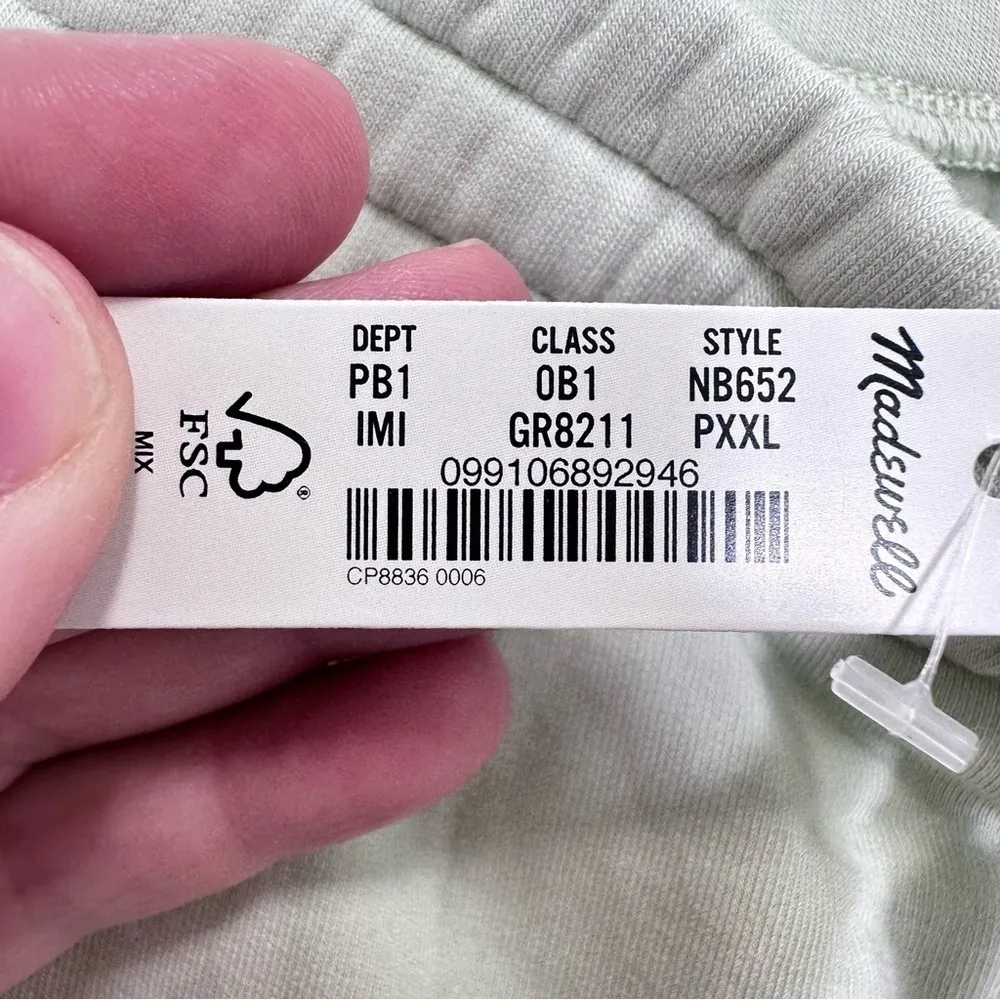 DEPT CLASS STYLE
PB1 0B1 NB652
IMI GR8211 PXXL
099106892946
CP8836 0006
Madewell
FSC
®
MIX